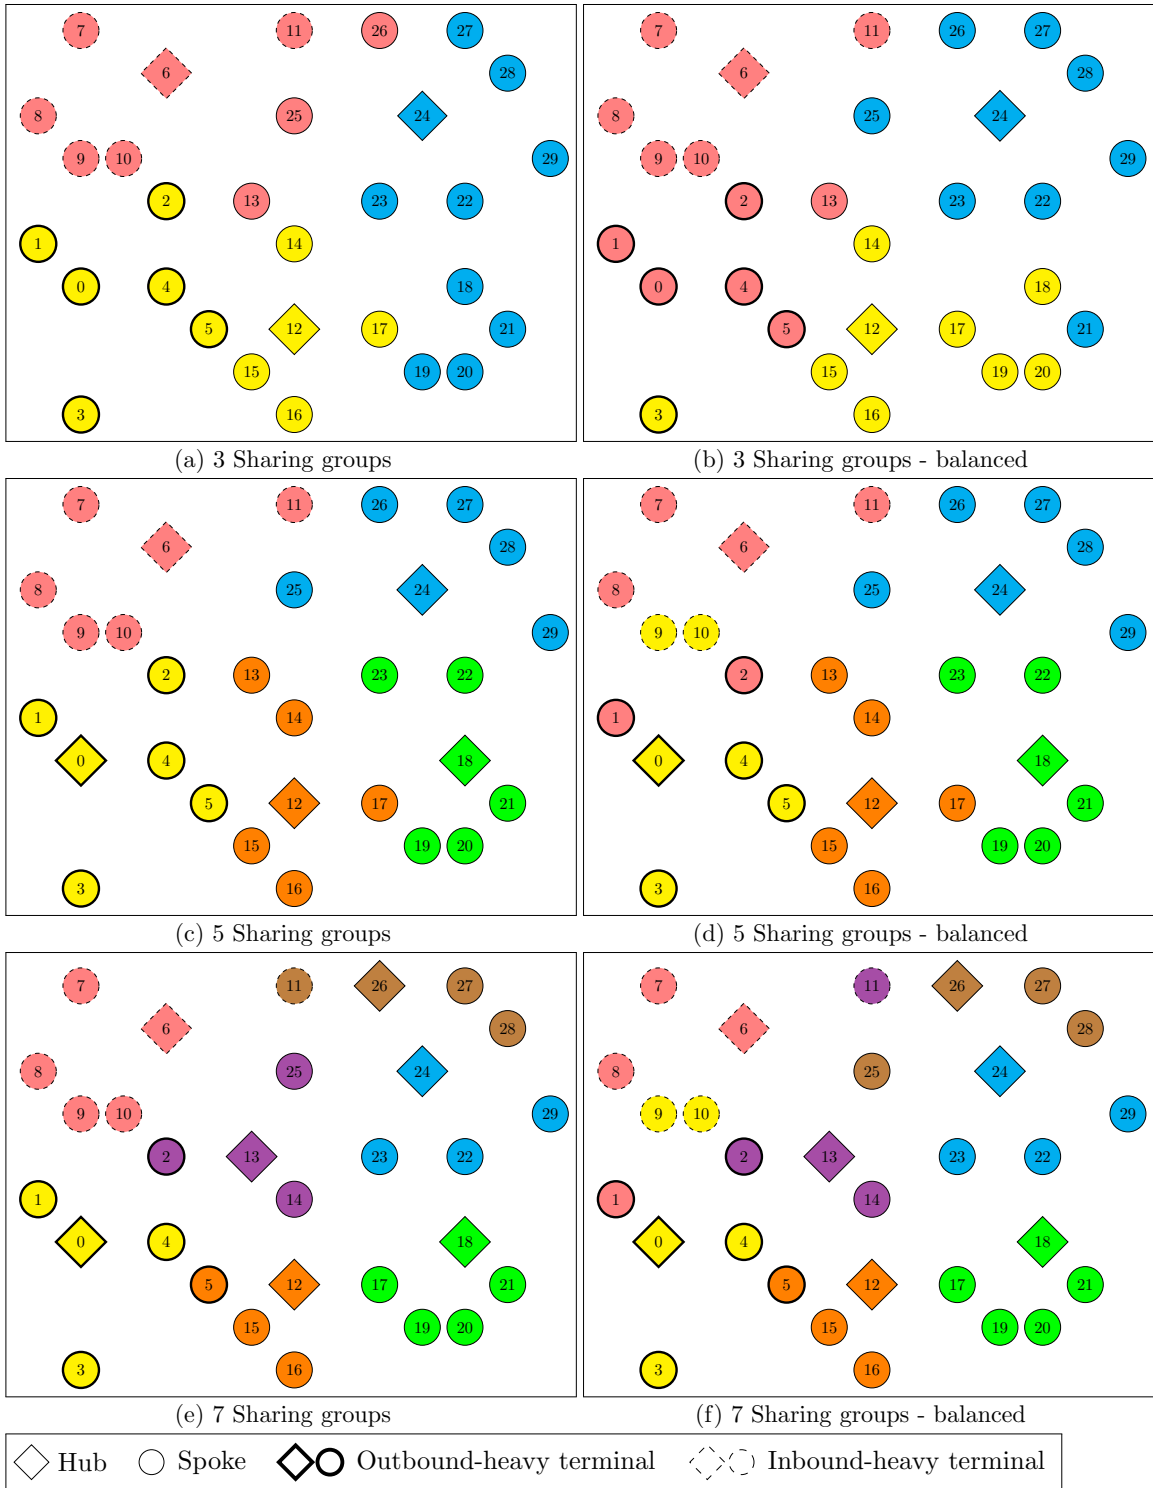 7 11 26 27 7 11 26 27
6 28 6 28
8 25 24 8 25 24
9 10 29 9 10 29
2 13 23 22 2 13 23 22
1 14 1 14
0 4 18 0 4 18
5 12 17 21 5 12 17 21
15 19 20 15 19 20
3 16 3 16
(a) 3 Sharing groups (b) 3 Sharing groups - balanced
7 11 26 27 7 11 26 27
6 28 6 28
8 25 24 8 25 24
9 10 29 9 10 29
2 13 23 22 2 13 23 22
1 14 1 14
0 4 18 0 4 18
5 12 17 21 5 12 17 21
15 19 20 15 19 20
3 16 3 16
(c) 5 Sharing groups (d) 5 Sharing groups - balanced
7 11 26 27 7 11 26 27
6 28 6 28
8 25 24 8 25 24
9 10 29 9 10 29
2 13 23 22 2 13 23 22
1 14 1 14
0 4 18 0 4 18
5 12 17 21 5 12 17 21
15 19 20 15 19 20
3 16 3 16
(e) 7 Sharing groups (f) 7 Sharing groups - balanced
Hub Spoke Outbound-heavy terminal Inbound-heavy terminal